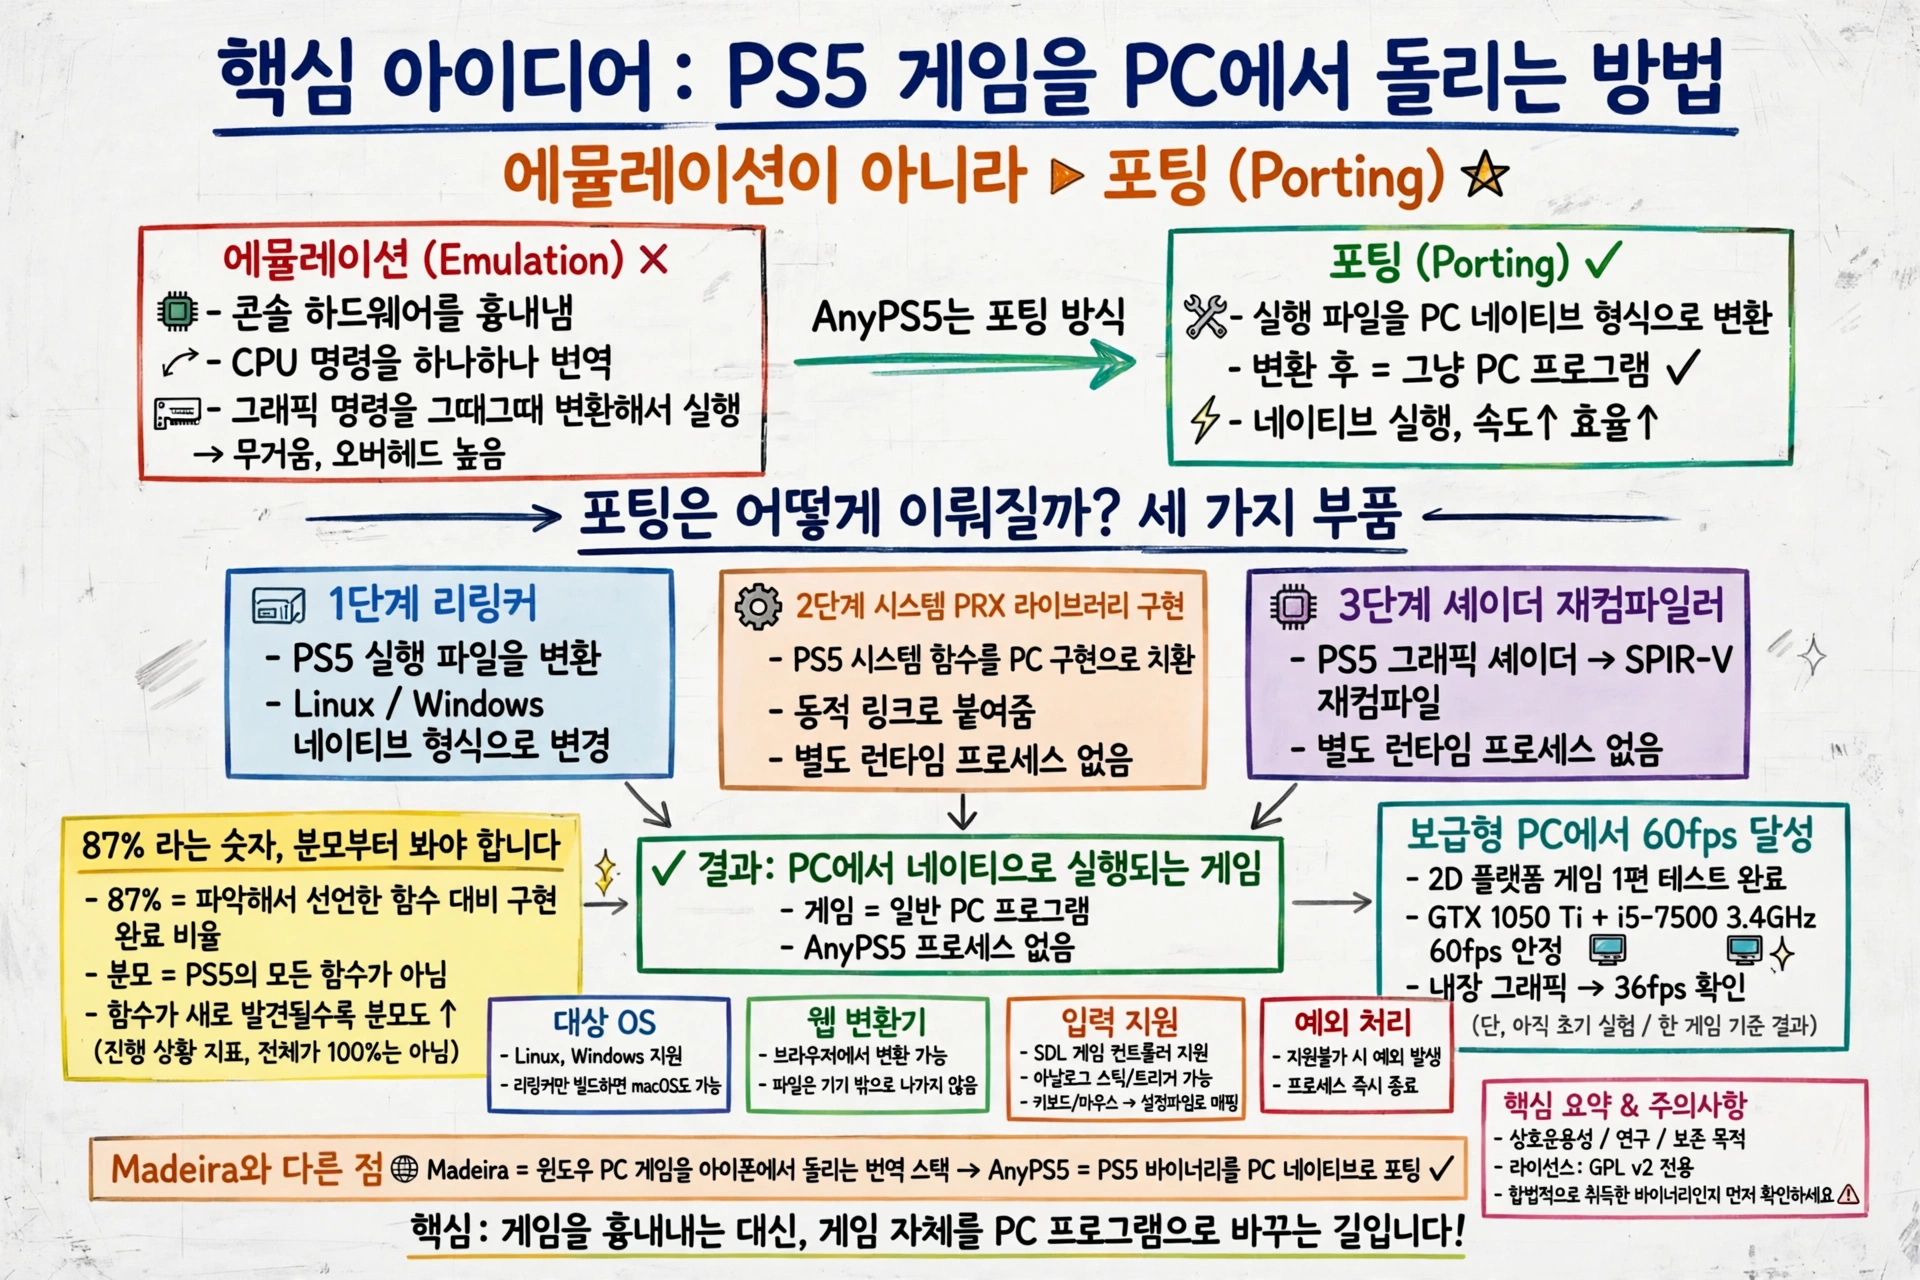 핵심 아이디어 : PS5 게임을 PC에서 돌리는 방법
에뮬레이션이 아니라 ▶ 포팅 (Porting) ★
에뮬레이션 (Emulation) ✕
- 콘솔 하드웨어를 흉내냄
- CPU 명령을 하나하나 번역
- 그래픽 명령을 그때그때 변환해서 실행
→ 무거움, 오버헤드 높음
AnyPS5는 포팅 방식
포팅 (Porting) ✓
- 실행 파일을 PC 네이티브 형식으로 변환
- 변환 후 = 그냥 PC 프로그램 ✓
- 네이티브 실행, 속도↑ 효율↑
포팅은 어떻게 이뤄질까? 세 가지 부품
1단계 리링커
- PS5 실행 파일을 변환
- Linux / Windows
네이티브 형식으로 변경
2단계 시스템 PRX 라이브러리 구현
- PS5 시스템 함수를 PC 구현으로 치환
- 동적 링크로 붙여줌
- 별도 런타임 프로세스 없음
3단계 셰이더 재컴파일러
- PS5 그래픽 셰이더 → SPIR-V
재컴파일
- 별도 런타임 프로세스 없음
87% 라는 숫자, 분모부터 봐야 합니다
- 87% = 파악해서 선언한 함수 대비 구현
완료 비율
- 분모 = PS5의 모든 함수가 아님
- 함수가 새로 발견될수록 분모도 ↑
(진행 상황 지표, 전체가 100%는 아님)
✓ 결과: PC에서 네이티으로 실행되는 게임
- 게임 = 일반 PC 프로그램
- AnyPS5 프로세스 없음
보급형 PC에서 60fps 달성
- 2D 플랫폼 게임 1편 테스트 완료
- GTX 1050 Ti + i5-7500 3.4GHz
60fps 안정
- 내장 그래픽 → 36fps 확인
(단, 아직 초기 실험 / 한 게임 기준 결과)
대상 OS
- Linux, Windows 지원
- 리링커만 빌드하면 macOS도 가능
웹 변환기
- 브라우저에서 변환 가능
- 파일은 기기 밖으로 나가지 않음
입력 지원
- SDL 게임 컨트롤러 지원
- 아날로그 스틱/트리거 가능
- 키보드/마우스 → 설정파일로 매핑
예외 처리
- 지원불가 시 예외 발생
- 프로세스 즉시 종료
핵심 요약 & 주의사항
- 상호운용성 / 연구 / 보존 목적
- 라이선스: GPL v2 전용
- 합법적으로 취득한 바이너리인지 먼저 확인하세요
Madeira와 다른 점 Madeira = 윈도우 PC 게임을 아이폰에서 돌리는 번역 스택 → AnyPS5 = PS5 바이너리를 PC 네이티브로 포팅 ✓
핵심 : 게임을 흉내내는 대신, 게임 자체를 PC 프로그램으로 바꾸는 길입니다!